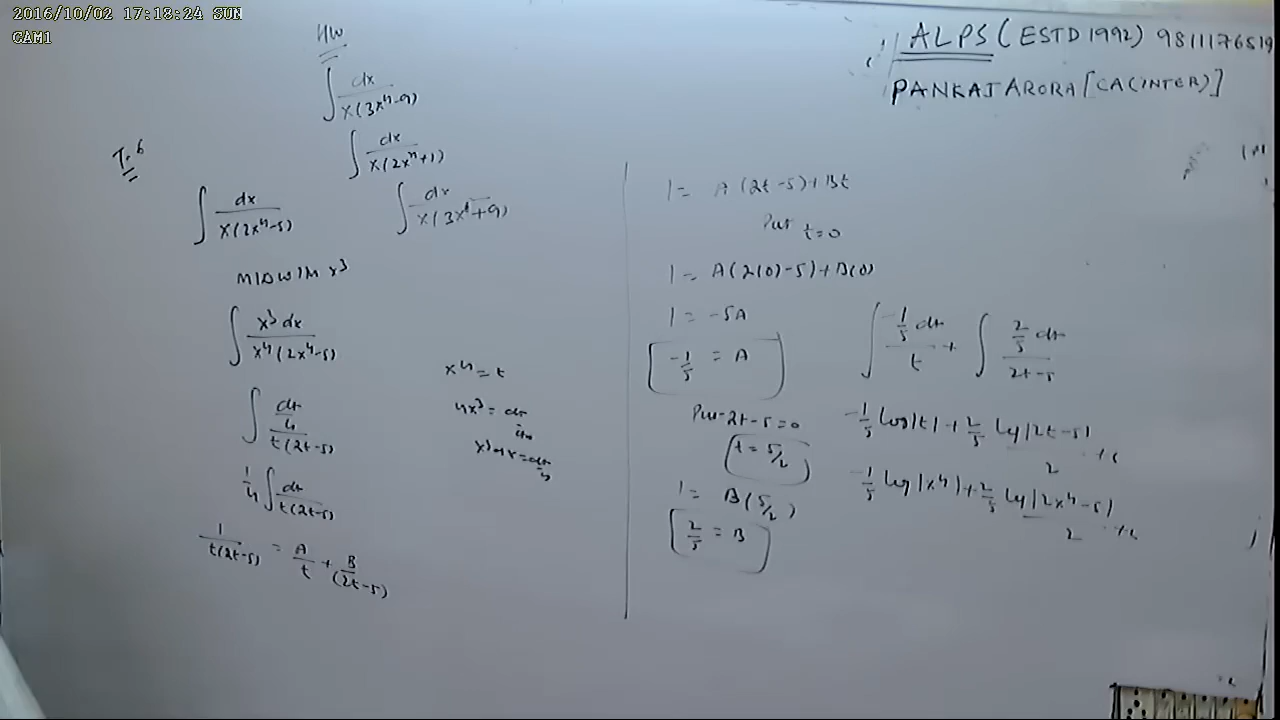 2016/10/02 17:18:24 SUN
CAM1
ALPS (ESTD 1992) 9811176519
PANKAJ ARORA [CA(INTER)]
HW
∫ dx / x(3x⁴-9)
∫ dx / x(2xⁿ+1)
T.6
∫ dx / x(2x⁴-5)
∫ dx / x(3x⁸+9)
M/D W/M x³
∫ x³ dx / x⁴(2x⁴-5)
x⁴ = t
∫ dt/4 / t(2t-5)
4x³ = dt/dx
x³dx = dt/4
1/4 ∫ dt / t(2t-5)
1/t(2t-5) = A/t + B/(2t-5)
1 = A(2t-5)+Bt
Put t=0
1 = A(2(0)-5)+B(0)
1 = -5A
-1/5 = A
Put 2t-5=0
t = 5/2
1 = B(5/2)
2/5 = B
∫ -1/5 dt / t + ∫ 2/5 dt / 2t-5
-1/5 log|t| + 2/5 log|2t-5| / 2 + c
-1/5 log|x⁴| + 2/5 log|2x⁴-5| / 2 + c